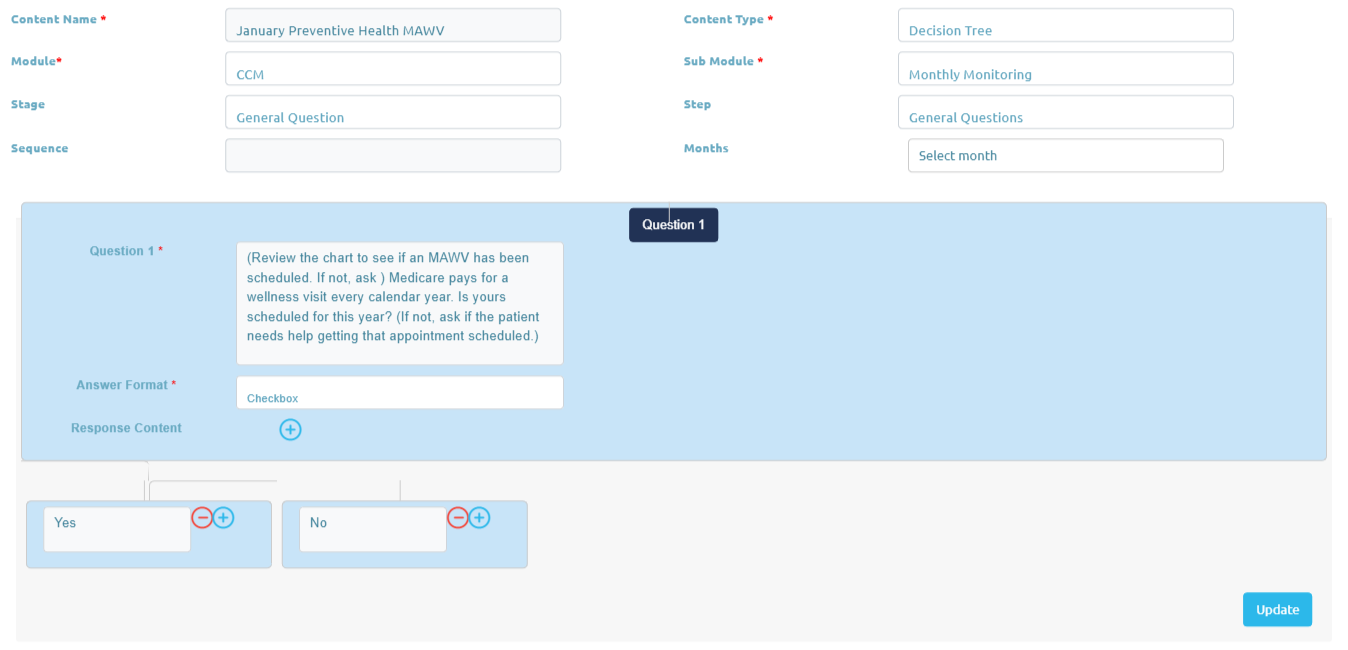 Content Name *
January Preventive Health MAWV
Content Type *
Decision Tree
Module*
CCM
Sub Module *
Monthly Monitoring
Stage
General Question
Step
General Questions
Sequence
Months
Select month
Question 1
Question 1 *
(Review the chart to see if an MAWV has been
scheduled. If not, ask ) Medicare pays for a
wellness visit every calendar year. Is yours
scheduled for this year? (If not, ask if the patient
needs help getting that appointment scheduled.)
Answer Format *
Checkbox
Response Content
Yes
No
Update